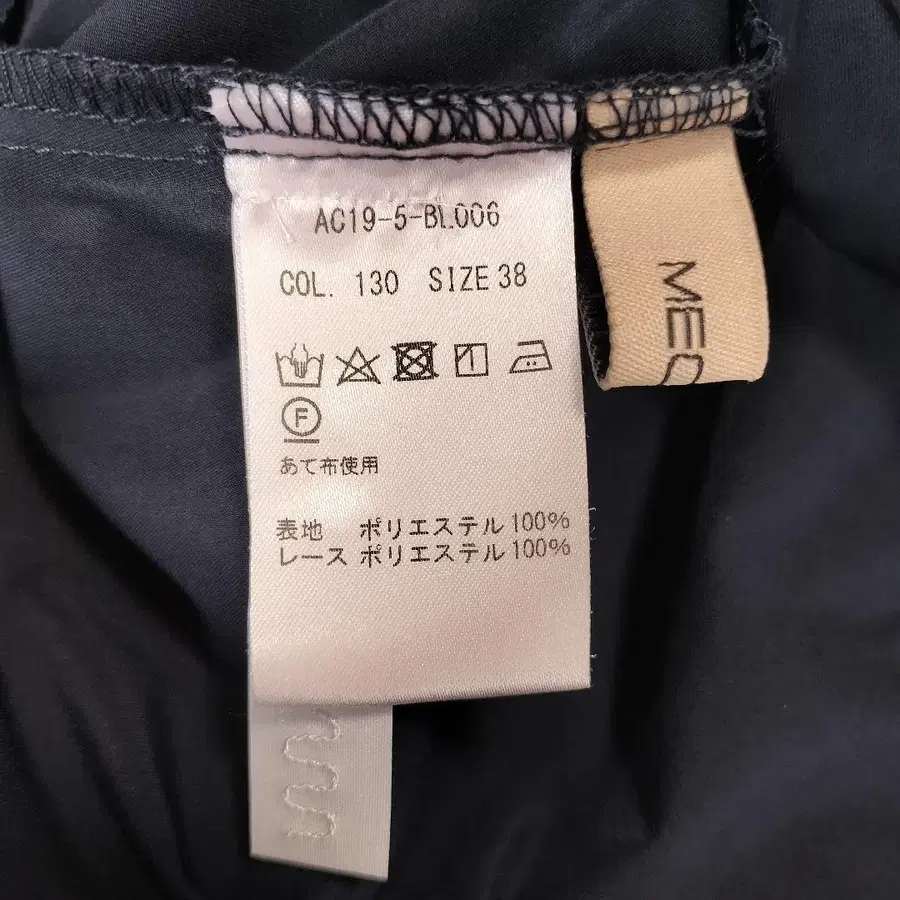 AC19-5-BL006
COL. 130 SIZE 38
F
あて布使用
表地 ポリエステル 100%
レース ポリエステル 100%
MEO